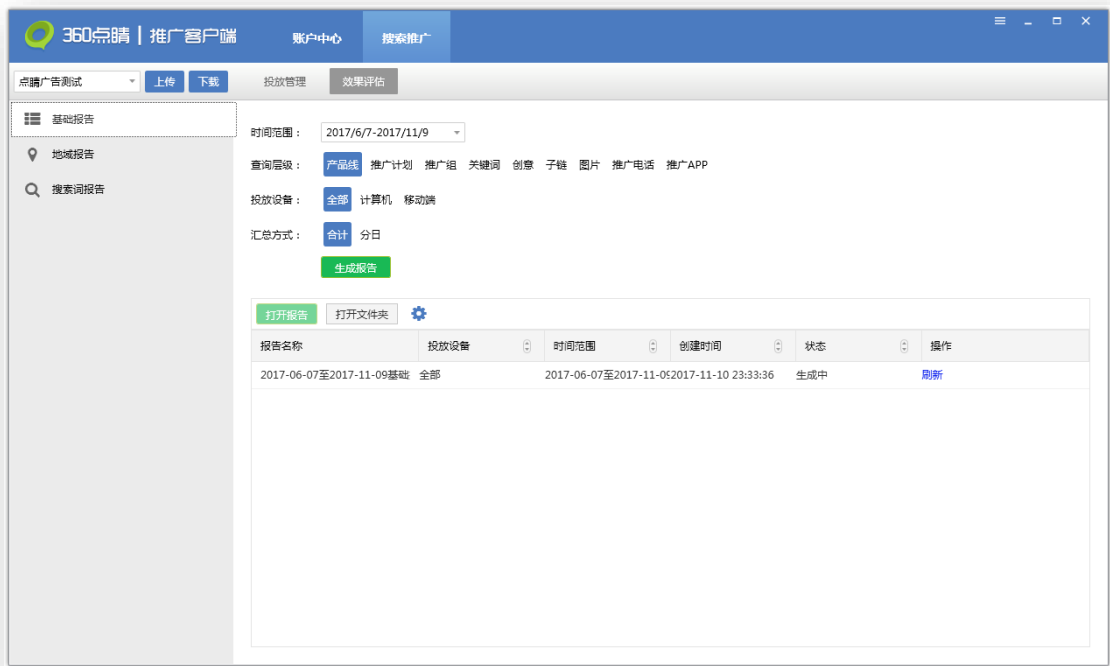 360点睛 | 推广客户端 账户中心 搜索推广
点睛广告测试 上传 下载 投放管理 效果评估
基础报告
地域报告
搜索词报告
时间范围： 2017/6/7-2017/11/9
查询层级： 产品线 推广计划 推广组 关键词 创意 子链 图片 推广电话 推广APP
投放设备： 全部 计算机 移动端
汇总方式： 合计 分日
生成报告
打开报告 打开文件夹
报告名称 投放设备 时间范围 创建时间 状态 操作
2017-06-07至2017-11-09基础 全部 2017-06-07至2017-11-09 2017-11-10 23:33:36 生成中 刷新